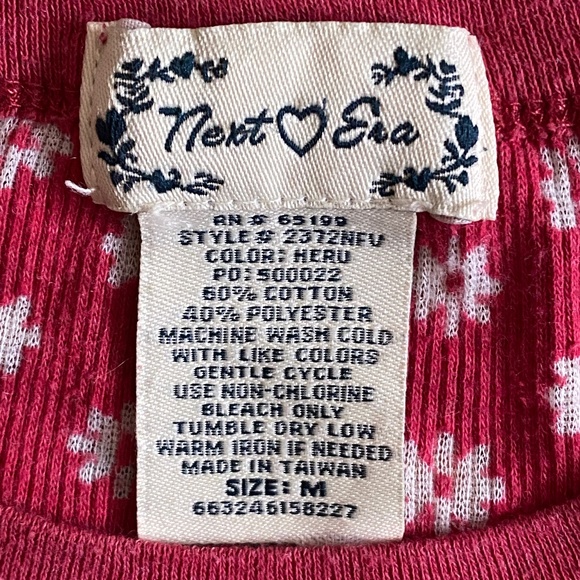 Next ♡ Era
RN # 65199
STYLE # 2372NFV
COLOR: HERU
PO: 500022
60% COTTON
40% POLYESTER
MACHINE WASH COLD
WITH LIKE COLORS
GENTLE CYCLE
USE NON-CHLORINE
BLEACH ONLY
TUMBLE DRY LOW
WARM IRON IF NEEDED
MADE IN TAIWAN
SIZE: M
663246158227